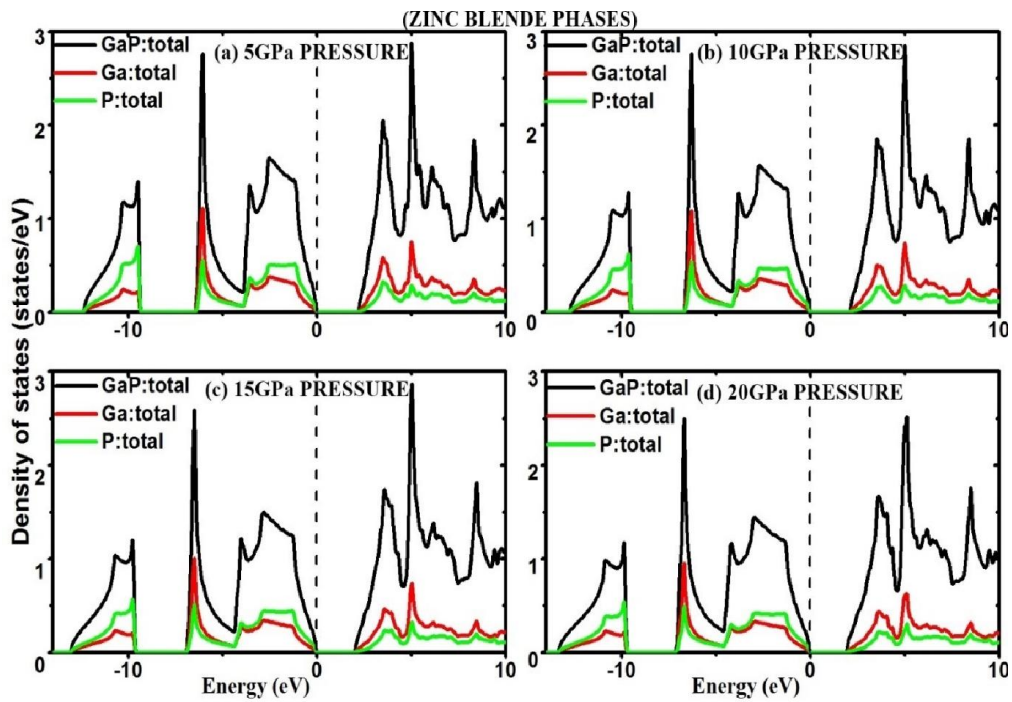 (ZINC BLENDE PHASES)
3
2
1
0
GaP:total
Ga:total
P:total
(a) 5GPa PRESSURE
-10
0
10
3
2
1
0
GaP:total
Ga:total
P:total
(b) 10GPa PRESSURE
-10
0
10
Density of states (states/eV)
3
2
1
0
GaP:total
Ga:total
P:total
(c) 15GPa PRESSURE
-10
0
10
Energy (eV)
3
2
1
0
GaP:total
Ga:total
P:total
(d) 20GPa PRESSURE
-10
0
10
Energy (eV)